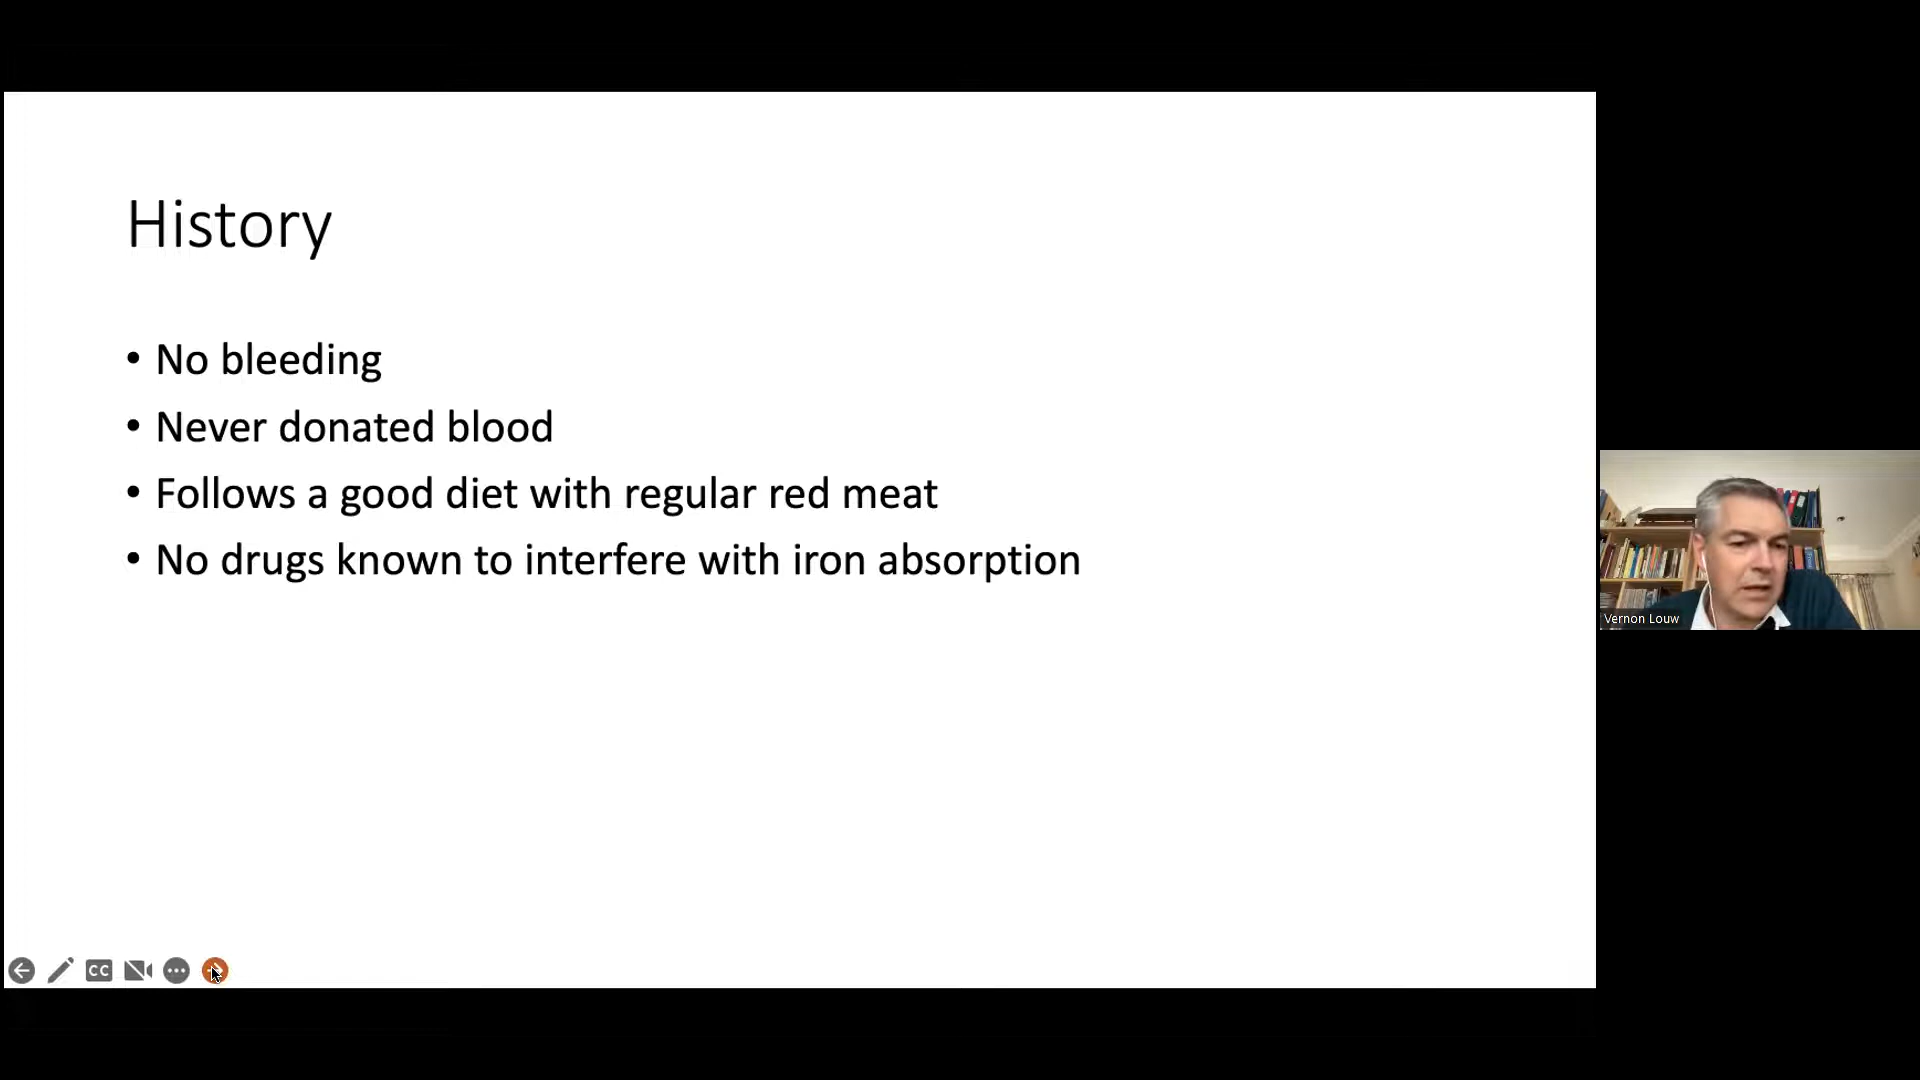 History
• No bleeding
• Never donated blood
• Follows a good diet with regular red meat
• No drugs known to interfere with iron absorption
Vernon Louw
CC